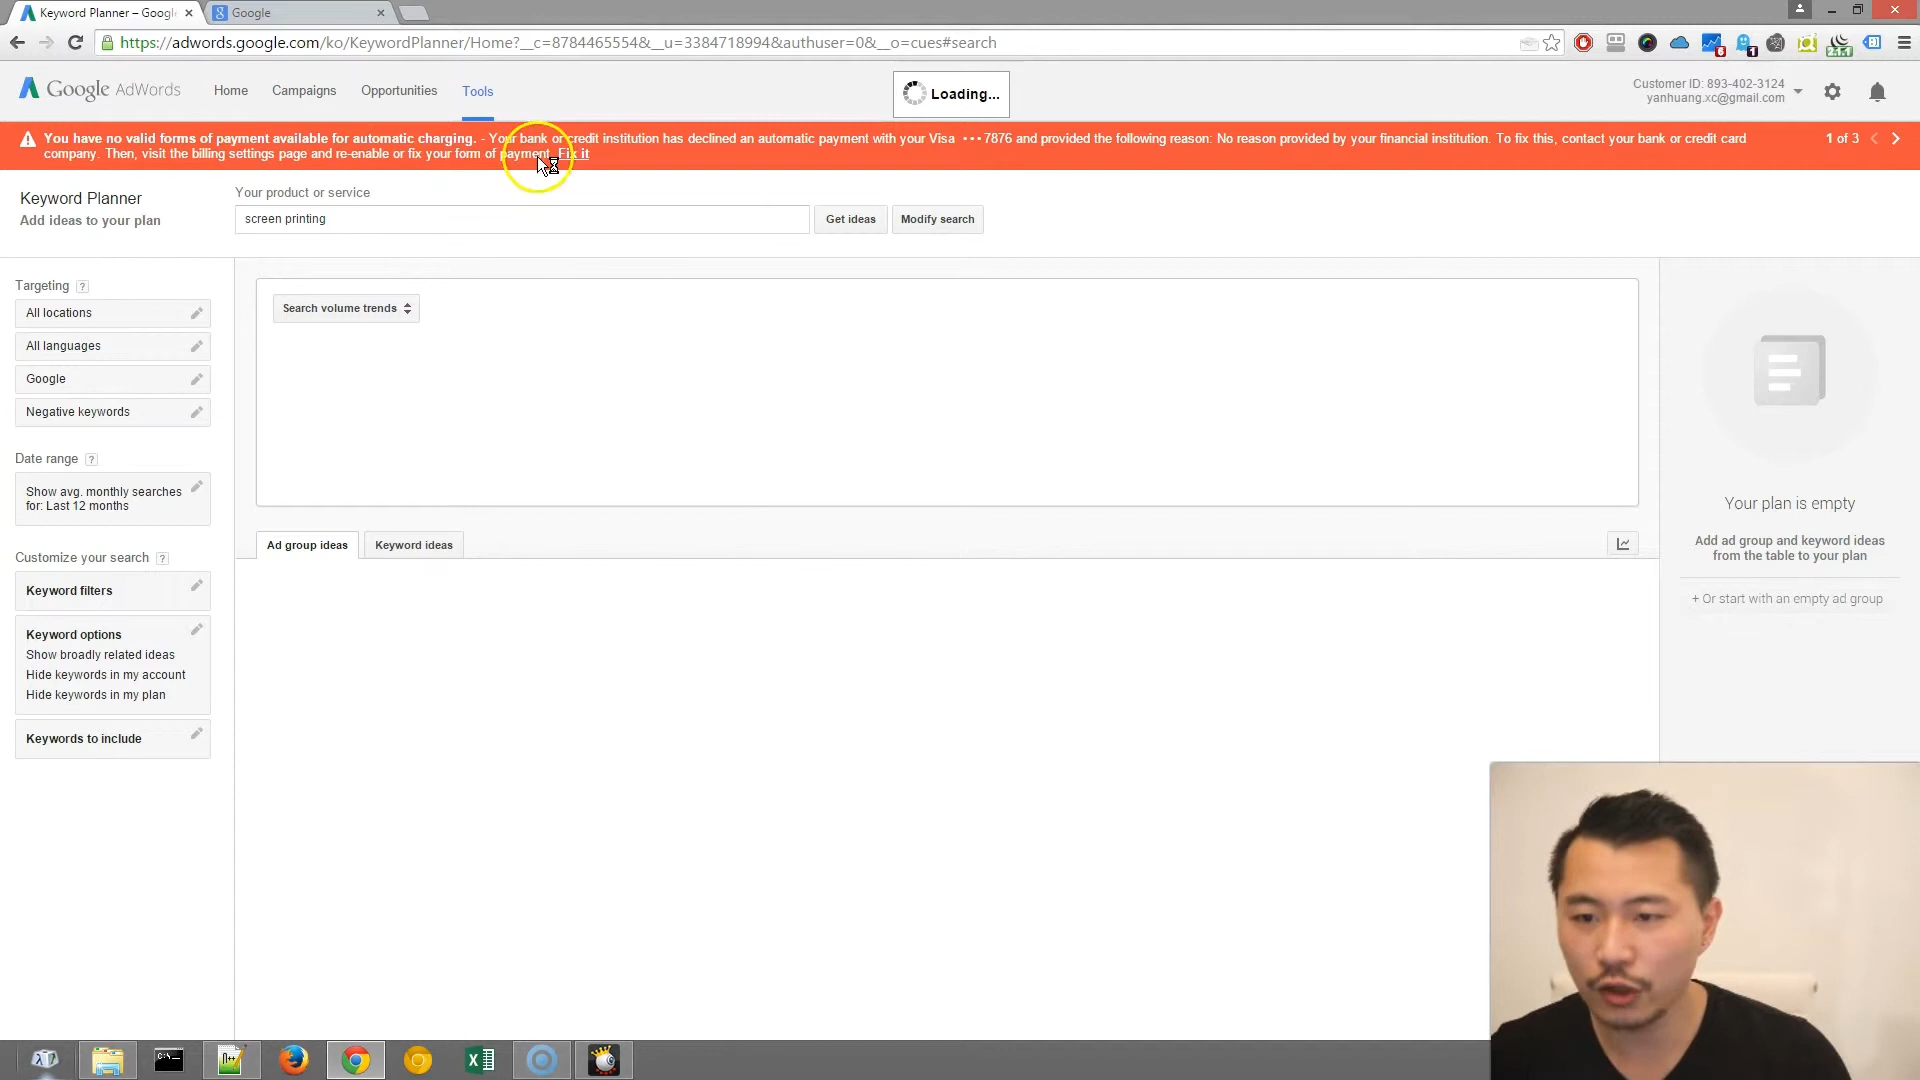 Keyword Planner – Googl
Google
https://adwords.google.com/ko/KeywordPlanner/Home?__c=8784465554&__u=3384718994&authuser=0&__o=cues#search
6
1
Google AdWords
Home
Campaigns
Opportunities
Tools
Loading...
Customer ID: 893-402-3124
yanhuang.xc@gmail.com
You have no valid forms of payment available for automatic charging. - Your bank or credit institution has declined an automatic payment with your Visa •••7876 and provided the following reason: No reason provided by your financial institution. To fix this, contact your bank or credit card
company. Then, visit the billing settings page and re-enable or fix your form of payment. Fix it
1 of 3
Keyword Planner
Add ideas to your plan
Your product or service
screen printing
Get ideas
Modify search
Targeting ?
All locations
All languages
Google
Negative keywords
Date range ?
Show avg. monthly searches
for: Last 12 months
Customize your search ?
Keyword filters
Keyword options
Show broadly related ideas
Hide keywords in my account
Hide keywords in my plan
Keywords to include
Search volume trends
Ad group ideas
Keyword ideas
Your plan is empty
Add ad group and keyword ideas
from the table to your plan
+ Or start with an empty ad group